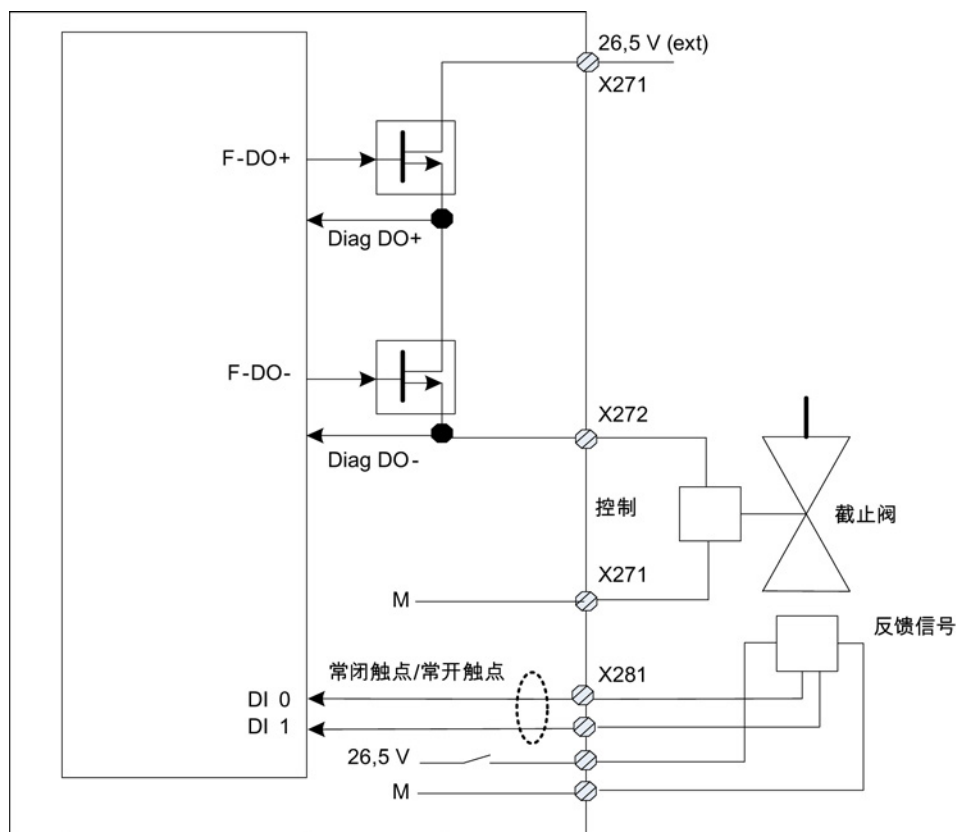 26,5 V (ext)
X271
F-DO+
Diag DO+
F-DO-
X272
Diag DO-
控制
截止阀
X271
M
反馈信号
常闭触点/常开触点
X281
DI 0
DI 1
26,5 V
M